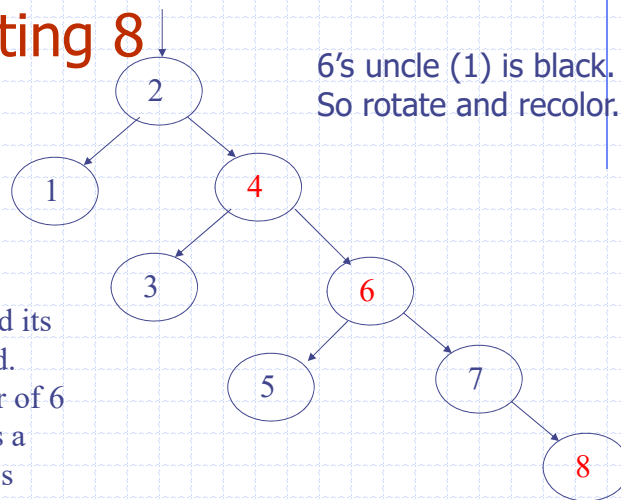 ting 8
6's uncle (1) is black.
So rotate and recolor.
2
1
4
3
6
5
7
8
d its
d.
r of 6
s a
s